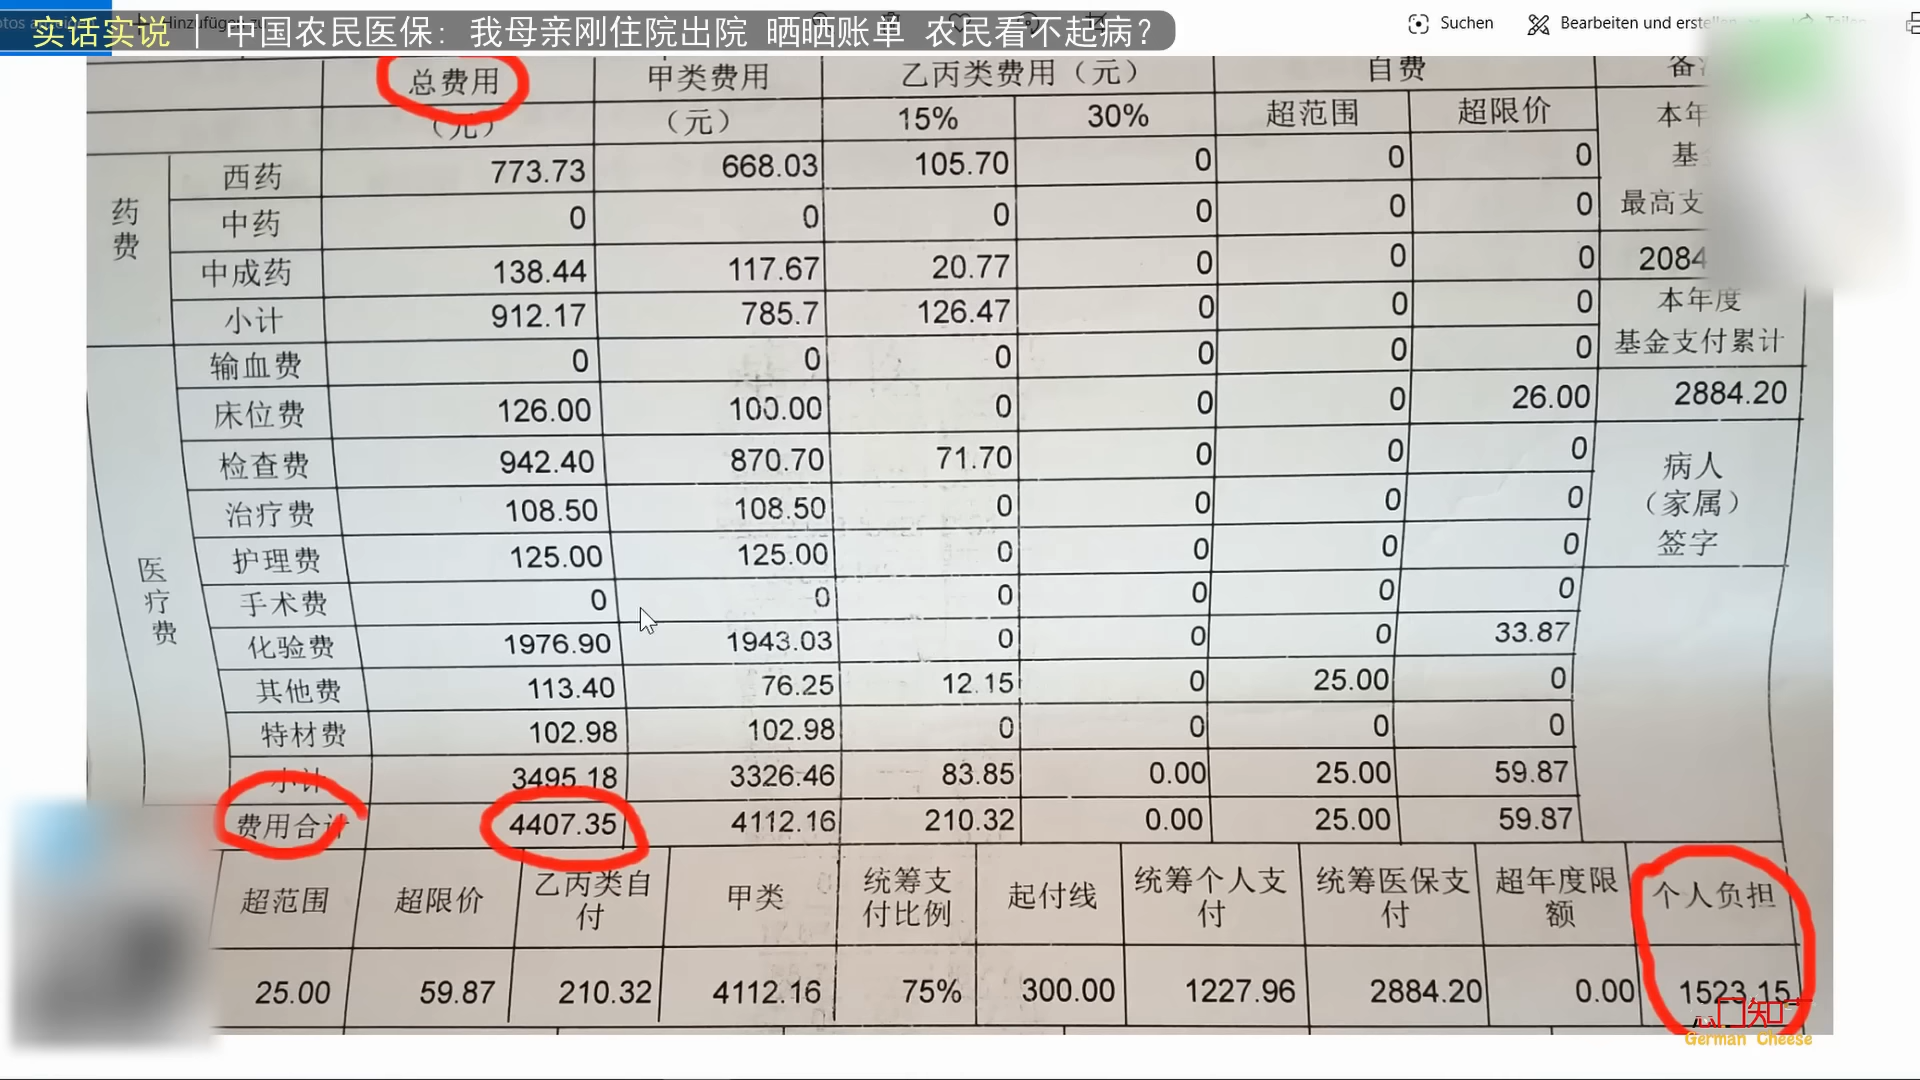 实话实说 | 中国农民医保: 我母亲刚住院出院 晒晒账单 农民看不起病?
Suchen
Bearbeiten und erstellen
Teilen
总费用 甲类费用 乙丙类费用（元） 自费
（元） （元） 15% 30% 超范围 超限价 本年
药费
西药 773.73 668.03 105.70 0 0 0
中药 0 0 0 0 0 0 最高支
中成药 138.44 117.67 20.77 0 0 0 2084
小计 912.17 785.7 126.47 0 0 0 本年度
基金支付累计
医疗费
输血费 0 0 0 0 0 0
床位费 126.00 100.00 0 0 0 26.00 2884.20
检查费 942.40 870.70 71.70 0 0 0 病人
治疗费 108.50 108.50 0 0 0 0 （家属）
护理费 125.00 125.00 0 0 0 0 签字
手术费 0 0 0 0 0 0
化验费 1976.90 1943.03 0 0 0 33.87
其他费 113.40 76.25 12.15 0 25.00 0
特材费 102.98 102.98 0 0 0 0
小计 3495.18 3326.46 83.85 0.00 25.00 59.87
费用合计 4407.35 4112.16 210.32 0.00 25.00 59.87
超范围 超限价 乙丙类自付 甲类 统筹支付比例 起付线 统筹个人支付 统筹医保支付 超年度限额 个人负担
25.00 59.87 210.32 4112.16 75% 300.00 1227.96 2884.20 0.00 1523.15
German Cheese